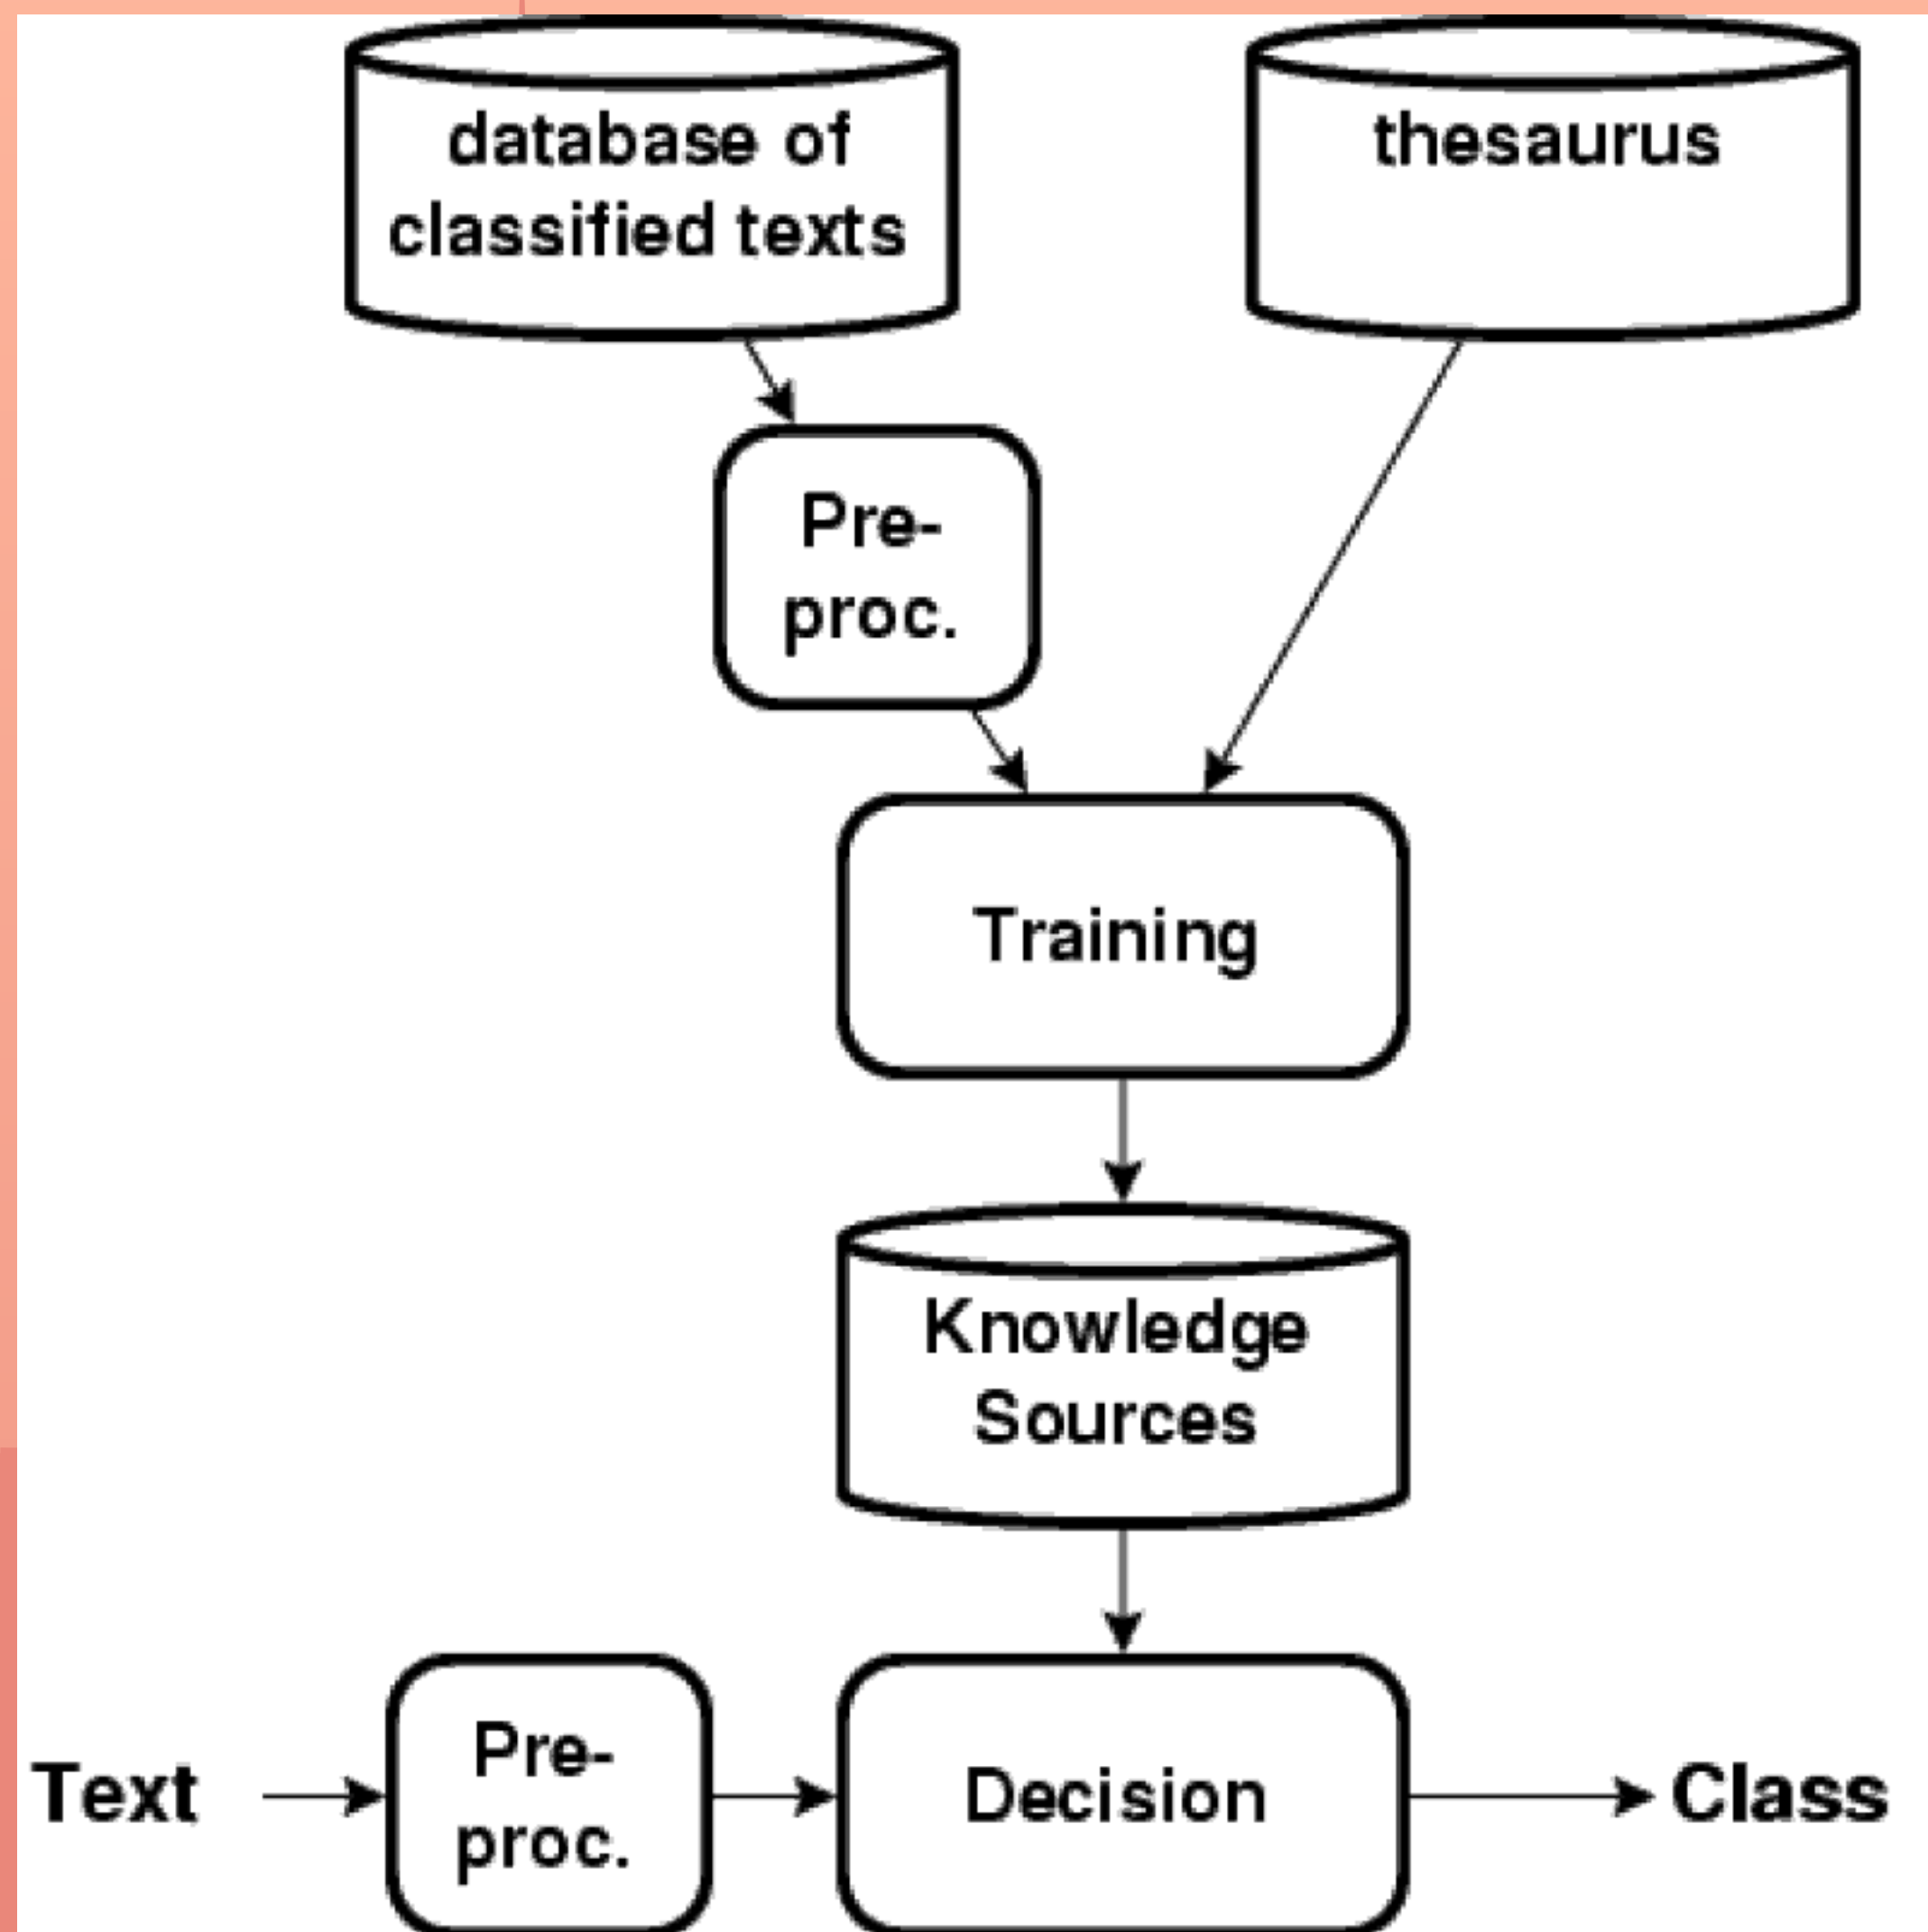 database of
classified texts
thesaurus
Pre-
proc.
Training
Knowledge
Sources
Text
Pre-
proc.
Decision
Class